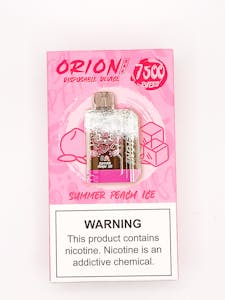 ORION
7500
DISPOSABLE DEVICE
SUMMER PEACH ICE
WARNING
This product contains
nicotine. Nicotine is an
addictive chemical.